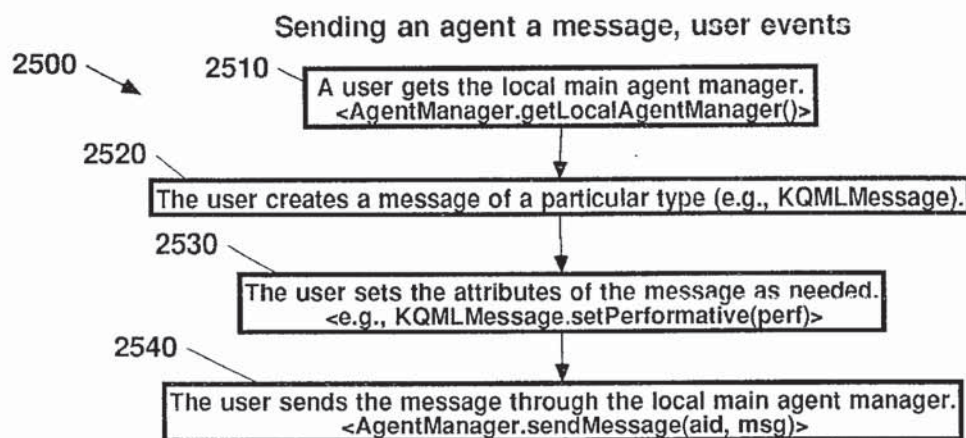 Sending an agent a message, user events
2500
2510
A user gets the local main agent manager.
<AgentManager.getLocalAgentManager()>
2520
The user creates a message of a particular type (e.g., KQMLMessage).
2530
The user sets the attributes of the message as needed.
<e.g., KQMLMessage.setPerformative(perf)>
2540
The user sends the message through the local main agent manager.
<AgentManager.sendMessage(aid, msg)>